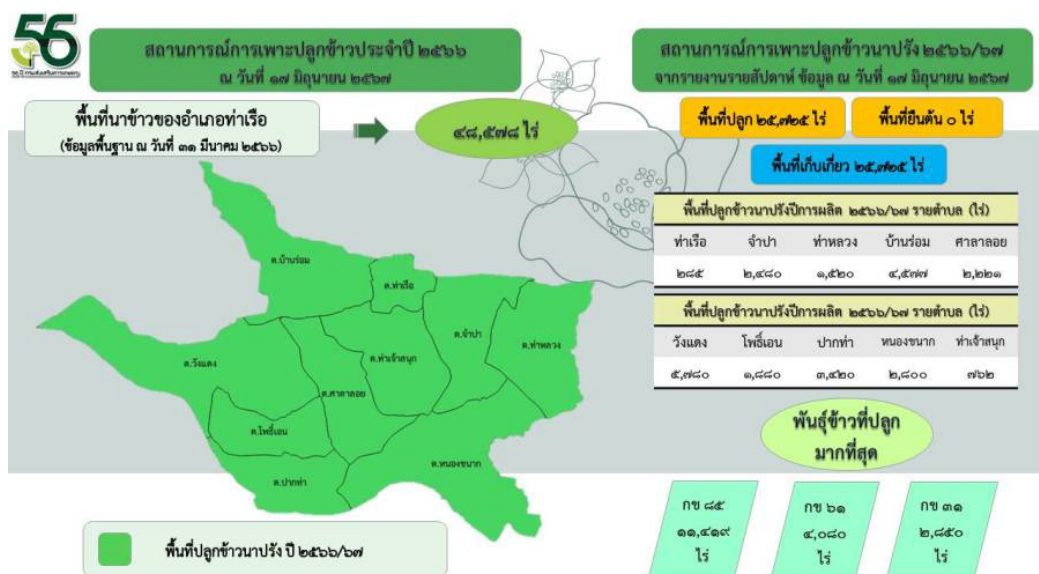 56
๕๖ ปี กรมส่งเสริมการเกษตร
สถานการณ์การเพาะปลูกข้าวประจำปี ๒๕๖๖
ณ วันที่ ๑๗ มิถุนายน ๒๕๖๗
พื้นที่นาข้าวของอำเภอท่าเรือ
(ข้อมูลพื้นฐาน ณ วันที่ ๓๑ มีนาคม ๒๕๖๖)
๔๘,๕๗๘ ไร่
ต.บ้านร่อม
ต.ท่าเรือ
ต.จำปา
ต.ท่าหลวง
ต.วังแดง
ต.ท่าเจ้าสนุก
ต.ศาลาลอย
ต.โพธิ์เอน
ต.หนองขนาก
ต.ปากท่า
พื้นที่ปลูกข้าวนาปรัง ปี ๒๕๖๖/๖๗
สถานการณ์การเพาะปลูกข้าวนาปรัง ๒๕๖๖/๖๗
จากรายงานรายสัปดาห์ ข้อมูล ณ วันที่ ๑๗ มิถุนายน ๒๕๖๗
พื้นที่ปลูก ๒๕,๗๒๕ ไร่ พื้นที่ยืนต้น ๐ ไร่
พื้นที่เก็บเกี่ยว ๒๕,๗๒๕ ไร่
พื้นที่ปลูกข้าวนาปรังปีการผลิต ๒๕๖๖/๖๗ รายตำบล (ไร่)
ท่าเรือ จำปา ท่าหลวง บ้านร่อม ศาลาลอย
๒๘๕ ๒,๔๘๐ ๑,๕๒๐ ๔,๕๗๗ ๒,๒๒๑
พื้นที่ปลูกข้าวนาปรังปีการผลิต ๒๕๖๖/๖๗ รายตำบล (ไร่)
วังแดง โพธิ์เอน ปากท่า หนองขนาก ท่าเจ้าสนุก
๕,๗๘๐ ๑,๘๘๐ ๓,๔๒๐ ๒,๘๐๐ ๗๖๒
พันธุ์ข้าวที่ปลูก
มากที่สุด
กข ๘๕
๑๑,๔๑๙
ไร่
กข ๖๑
๔,๐๘๐
ไร่
กข ๓๑
๒,๘๕๐
ไร่